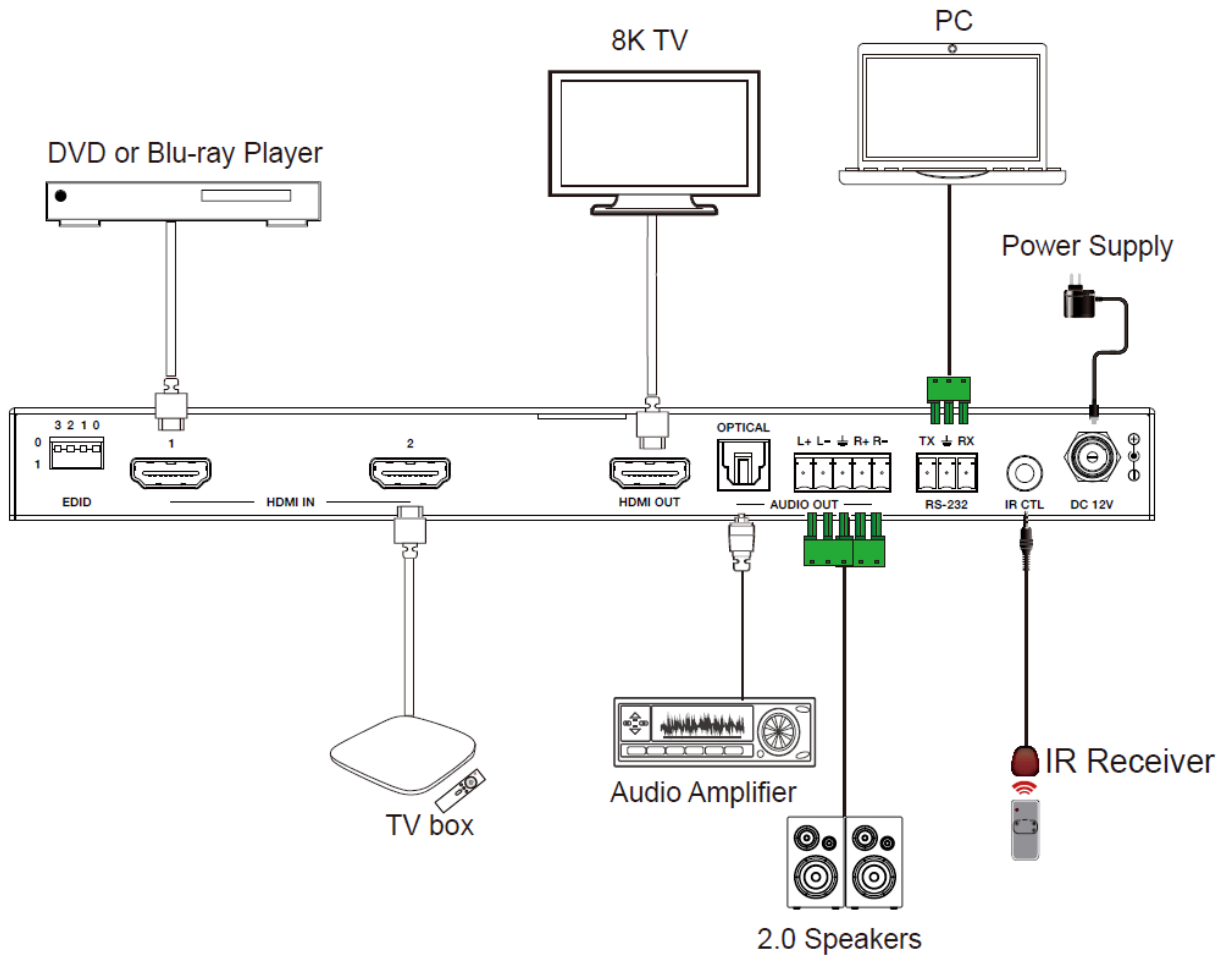 PC
8K TV
DVD or Blu-ray Player
Power Supply
3 2 1 0
0
1
EDID
1
2
HDMI IN
HDMI OUT
OPTICAL
L+ L- ⏚ R+ R-
AUDIO OUT
TX ⏚ RX
RS-232
IR CTL
DC 12V
IR Receiver
Audio Amplifier
TV box
2.0 Speakers